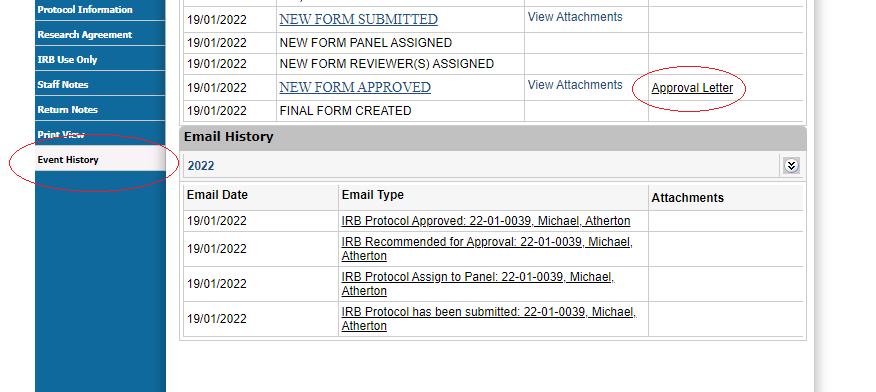 Protocol Information
Research Agreement
IRB Use Only
Staff Notes
Return Notes
Print View
Event History
19/01/2022 NEW FORM SUBMITTED View Attachments
19/01/2022 NEW FORM PANEL ASSIGNED
19/01/2022 NEW FORM REVIEWER(S) ASSIGNED
19/01/2022 NEW FORM APPROVED View Attachments Approval Letter
19/01/2022 FINAL FORM CREATED
Email History
2022
Email Date Email Type Attachments
19/01/2022 IRB Protocol Approved: 22-01-0039, Michael, Atherton
19/01/2022 IRB Recommended for Approval: 22-01-0039, Michael,
Atherton
19/01/2022 IRB Protocol Assign to Panel: 22-01-0039, Michael,
Atherton
19/01/2022 IRB Protocol has been submitted: 22-01-0039, Michael,
Atherton